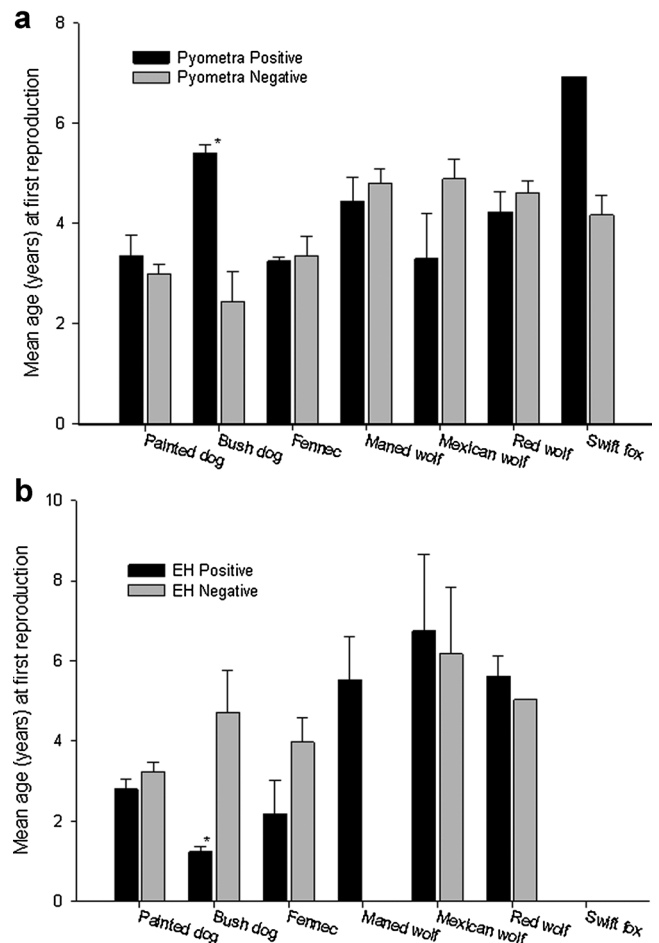 a
8
6
4
2
0
Mean age (years) at first reproduction
Pyometra Positive
Pyometra Negative
*
Painted dog
Bush dog
Fennec
Maned wolf
Mexican wolf
Red wolf
Swift fox
b
10
8
6
4
2
0
Mean age (years) at first reproduction
EH Positive
EH Negative
*
Painted dog
Bush dog
Fennec
Maned wolf
Mexican wolf
Red wolf
Swift fox